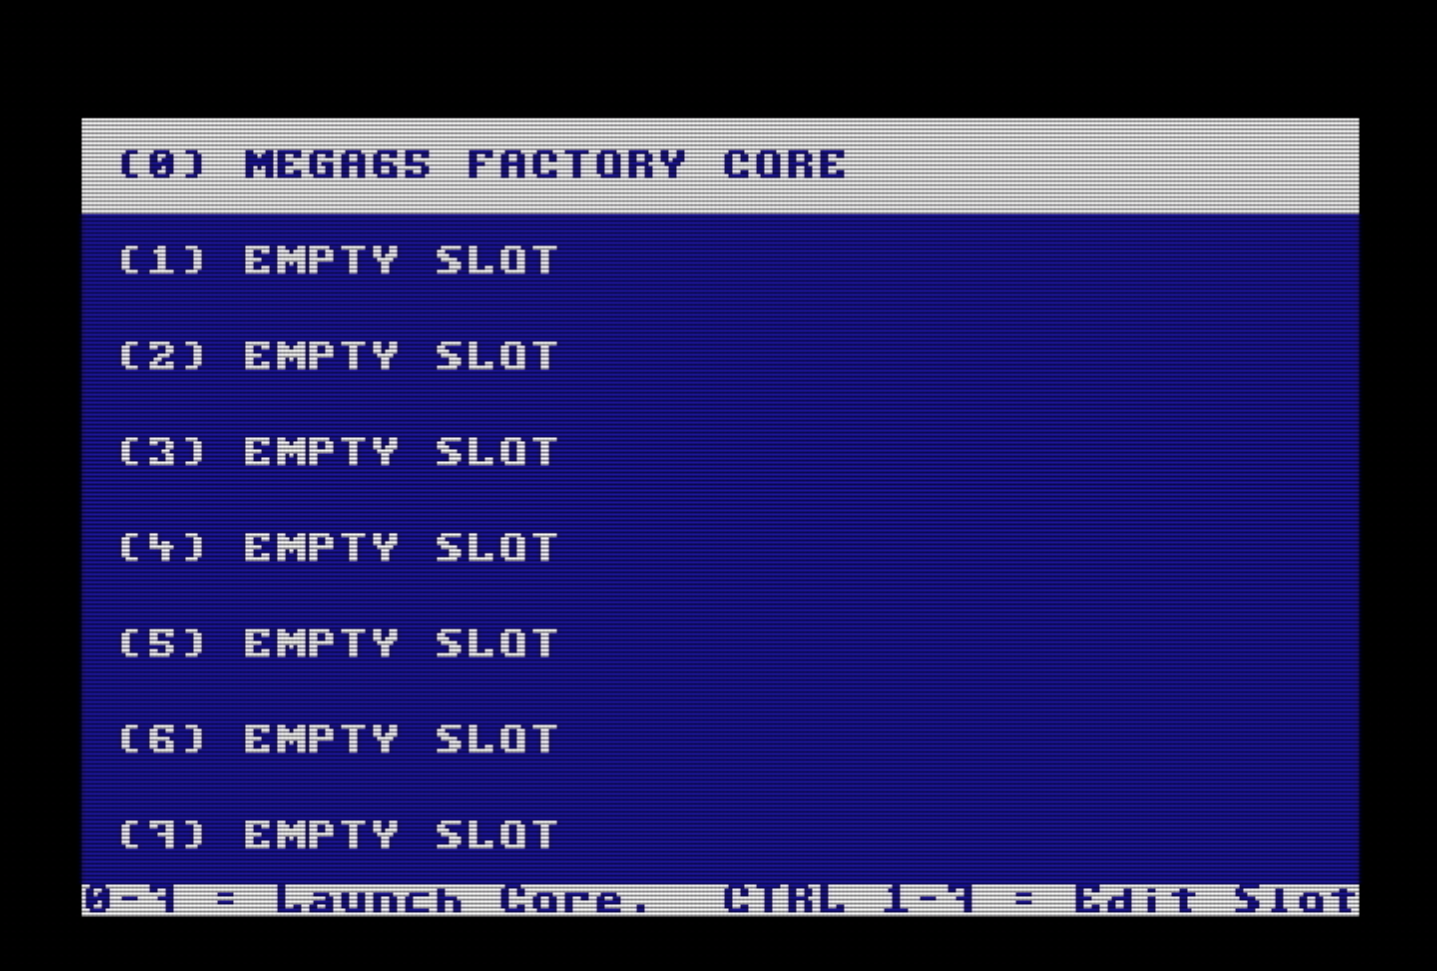 (0) MEGA65 FACTORY CORE
(1) EMPTY SLOT
(2) EMPTY SLOT
(3) EMPTY SLOT
(4) EMPTY SLOT
(5) EMPTY SLOT
(6) EMPTY SLOT
(7) EMPTY SLOT
0-7 = Launch Core.  CTRL 1-7 = Edit Slot